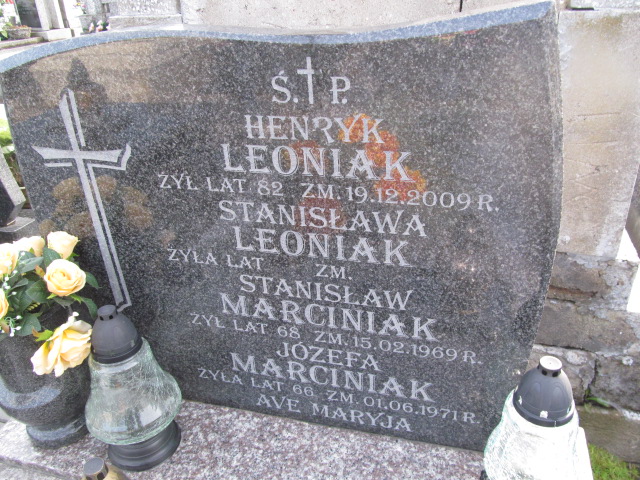 Ś. P.
HENRYK
LEONIAK
ŻYŁ LAT 82 ZM. 19.12.2009 R.
STANISŁAWA
LEONIAK
ŻYŁA LAT ZM.
STANISŁAW
MARCINIAK
ŻYŁ LAT 68 ZM. 15.02.1969 R.
JÓZEFA
MARCINIAK
ŻYŁA LAT 66 ZM. 01.06.1971 R.
AVE MARYJA